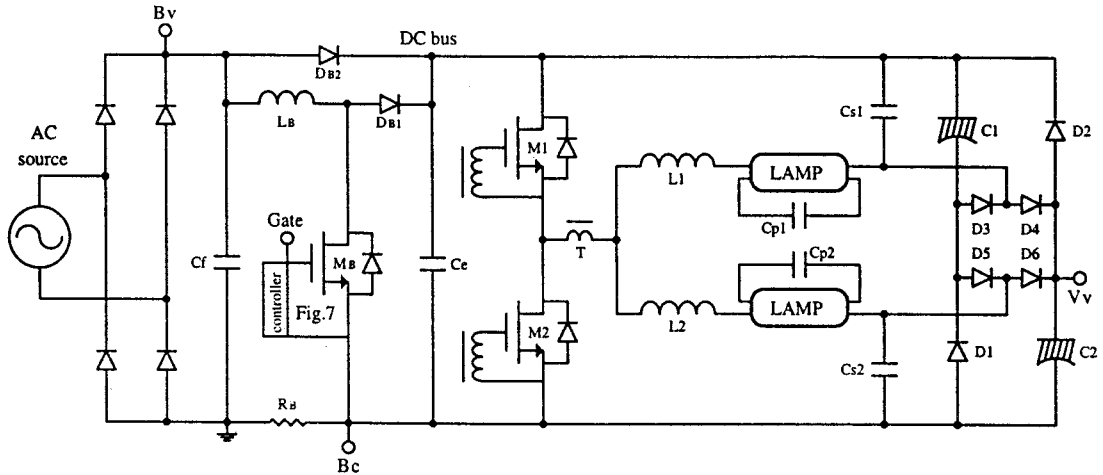 Bv
DC bus
DB2
LB
DB1
Cs1
C1
D2
AC
source
M1
L1
LAMP
Cp1
D3
D4
Gate
T
Cp2
D5
D6
Cf
MB
Ce
Vv
controller
Fig.7
M2
L2
LAMP
Cs2
D1
C2
RB
Bc